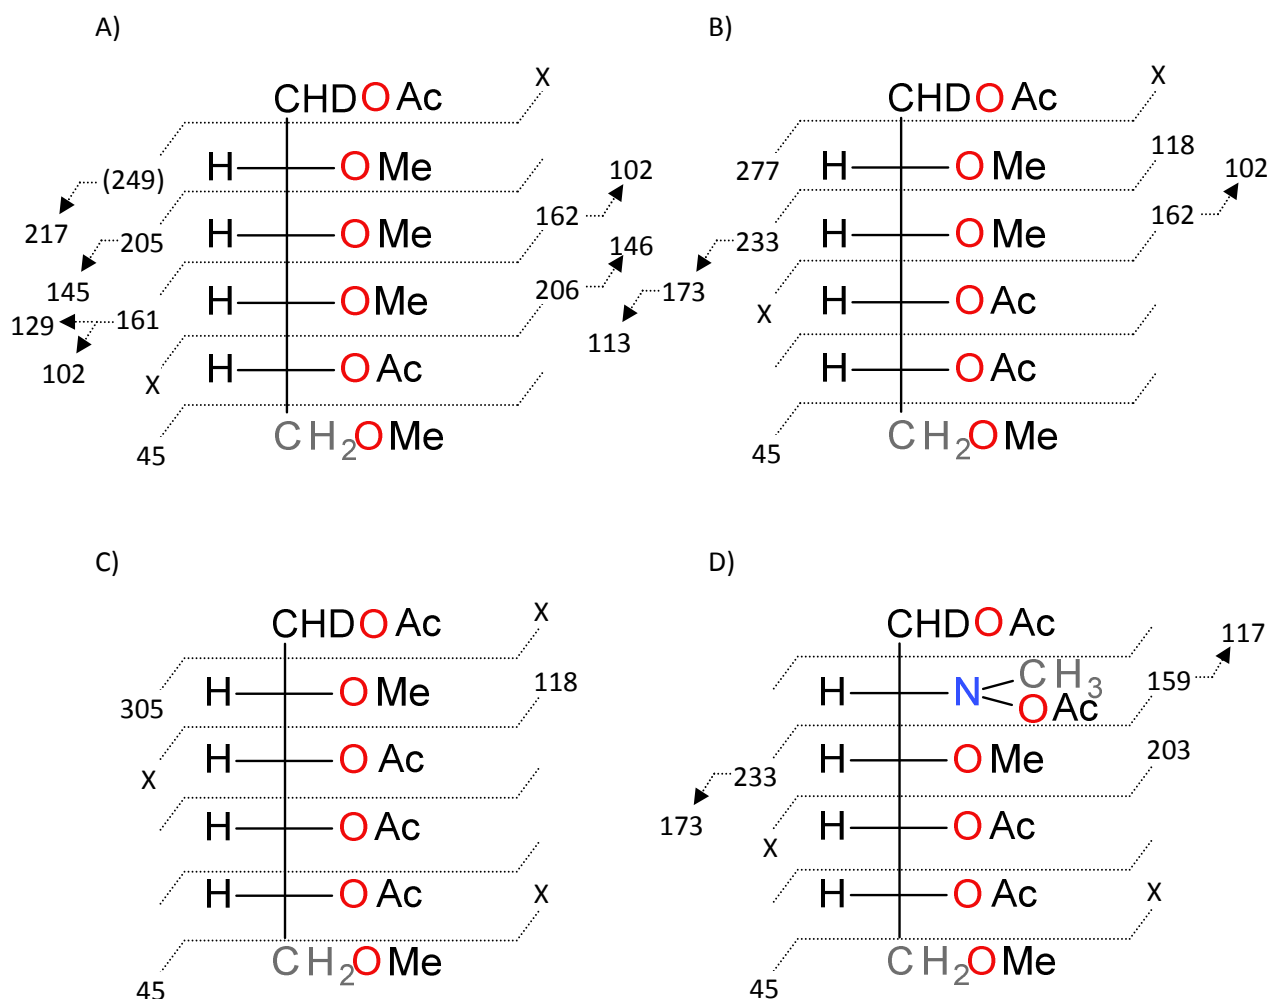 A)
X
CHDOAc
H OMe
(249)
102
217
H OMe
162
205
146
145
H OMe
206
129
161
102
H OAc
X
CH2OMe
45
B)
X
CHDOAc
277
H OMe
118
102
162
233
H OMe
173
H OAc
X
113
H OAc
CH2OMe
45
C)
X
CHDOAc
305
H OMe
118
H OAc
X
H OAc
H OAc
X
CH2OMe
45
D)
CHDOAc
117
H N CH3
OAc
159
233
H OMe
203
173
H OAc
X
H OAc
X
CH2OMe
45